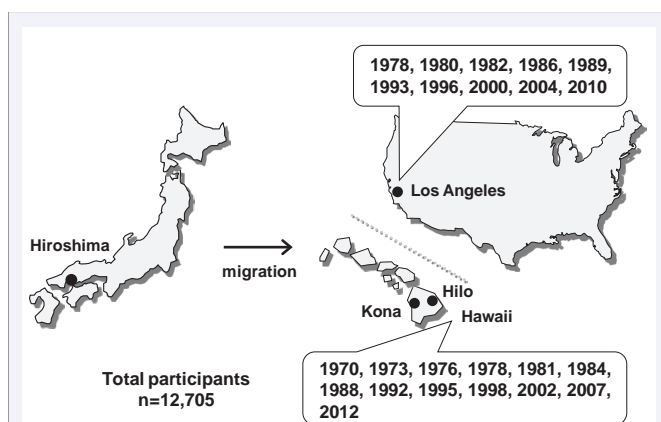 1978, 1980, 1982, 1986, 1989,
1993, 1996, 2000, 2004, 2010
Los Angeles
Hiroshima
migration
Hilo
Kona
Hawaii
Total participants
n=12,705
1970, 1973, 1976, 1978, 1981, 1984,
1988, 1992, 1995, 1998, 2002, 2007,
2012